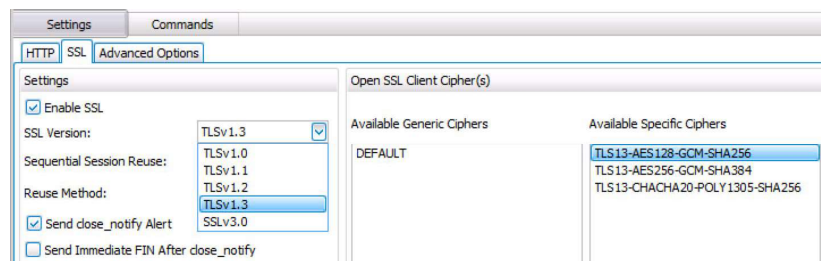 Settings Commands
HTTP SSL Advanced Options
Settings
Enable SSL
SSL Version: TLSv1.3
TLSv1.0
TLSv1.1
Sequential Session Reuse:
TLSv1.2
Reuse Method:
TLSv1.3
SSLv3.0
Send close_notify Alert
Send Immediate FIN After close_notify
Open SSL Client Cipher(s)
Available Generic Ciphers
DEFAULT
Available Specific Ciphers
TLS13-AES128-GCM-SHA256
TLS13-AES256-GCM-SHA384
TLS13-CHACHA20-POLY1305-SHA256